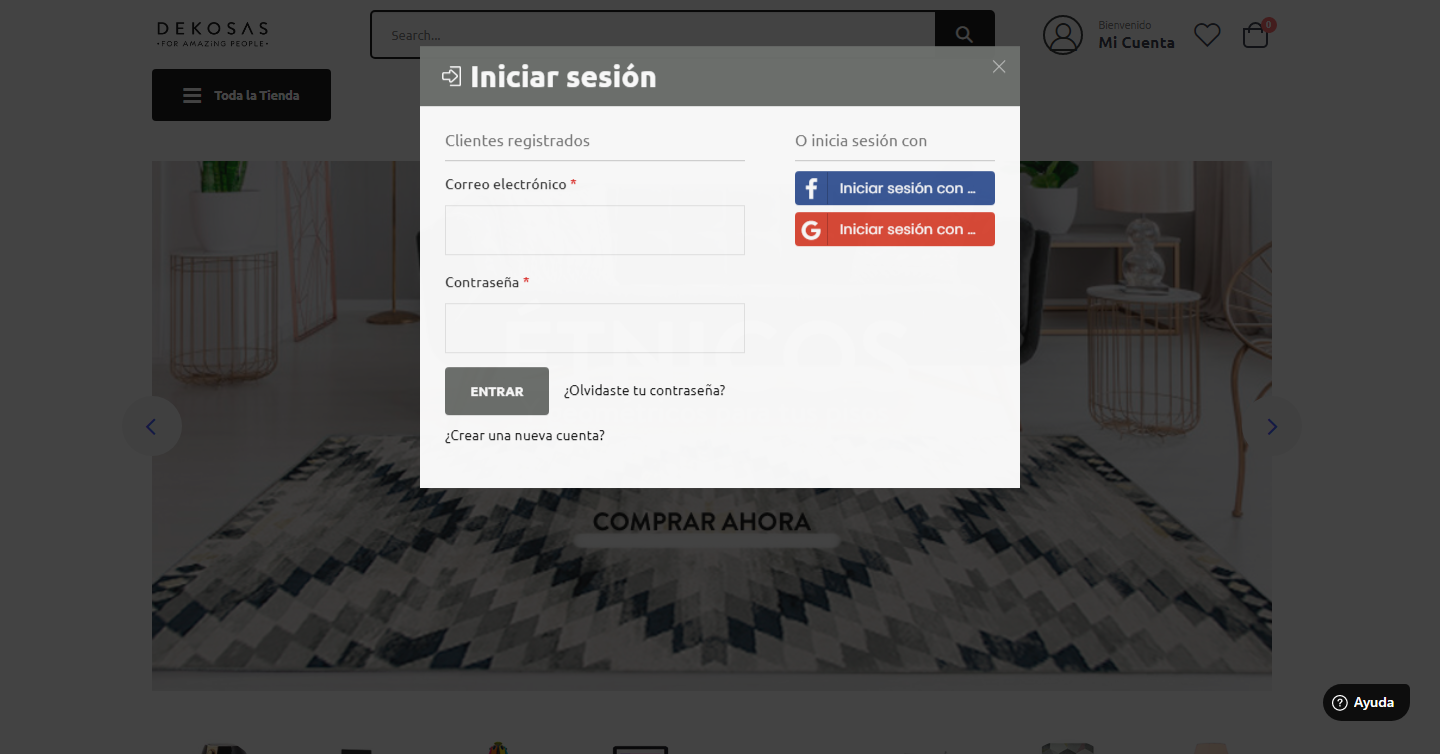 DEKOSAS
•FOR AMAZING PEOPLE•
Search...
Bienvenido
Mi Cuenta
0
Toda la Tienda
Iniciar sesión
Clientes registrados
Correo electrónico *
Contraseña *
ENTRAR
¿Olvidaste tu contraseña?
¿Crear una nueva cuenta?
O inicia sesión con
Iniciar sesión con ...
Iniciar sesión con ...
ÉTNICOS
COMPRAR AHORA
Ayuda